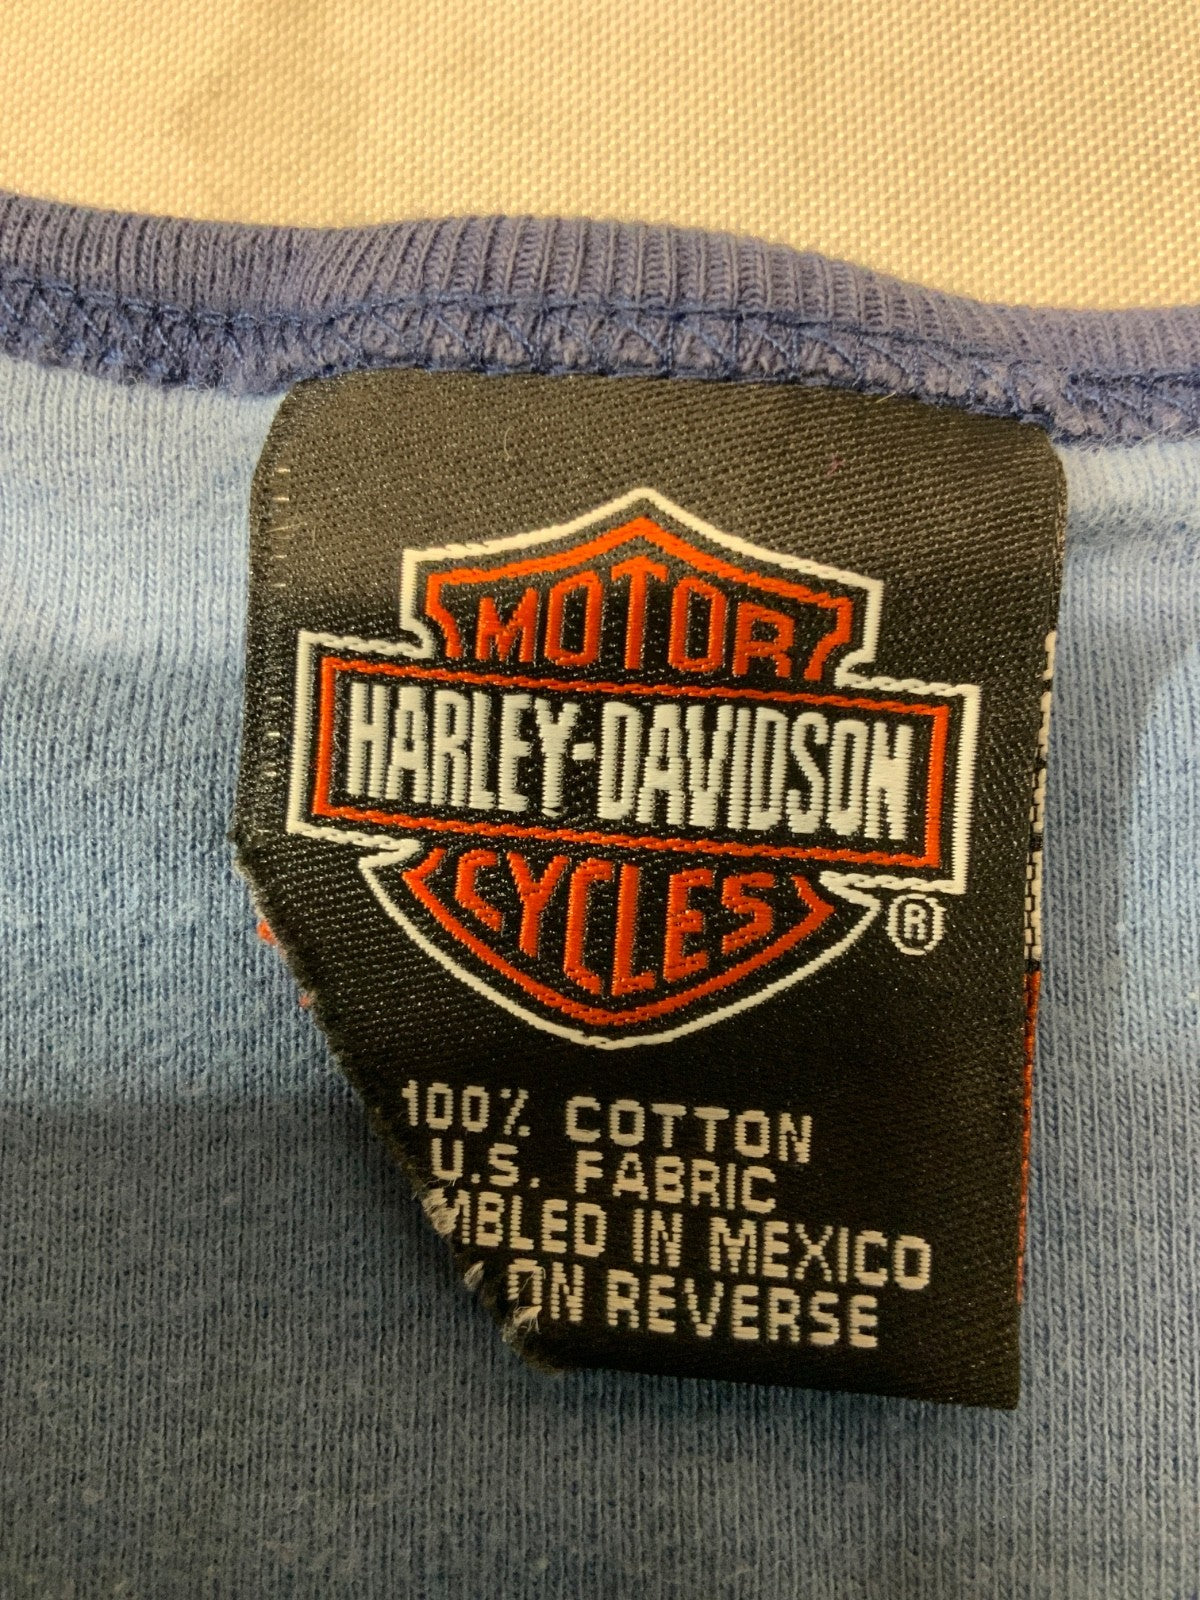 MOTOR
HARLEY-DAVIDSON
CYCLES
®
100% COTTON
U.S. FABRIC
MBLED IN MEXICO
ON REVERSE